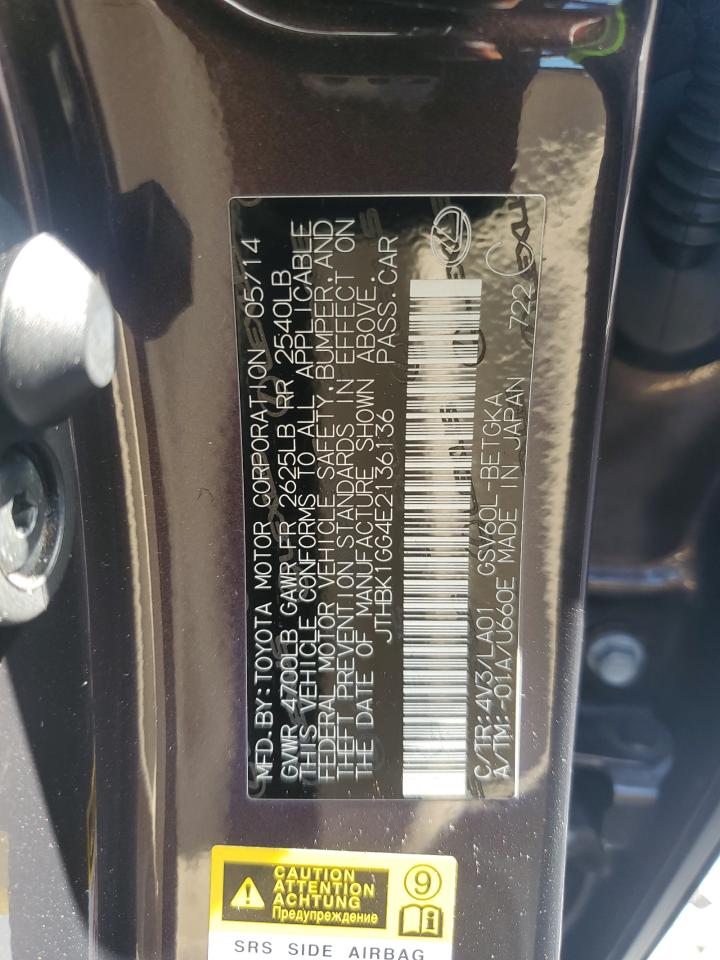 MFD.BY:TOYOTA MOTOR CORPORATION 05/14
GVWR 4700LB GAWR FR 2625LB RR 2540LB
THIS VEHICLE CONFORMS TO ALL APPLICABLE
FEDERAL MOTOR VEHICLE SAFETY,BUMPER,AND
THEFT PREVENTION STANDARDS IN EFFECT ON
THE DATE OF MANUFACTURE SHOWN ABOVE.
JTHBK1GG4E2136136 PASS.CAR
C/TR:4V3/LA01 GSV60L-BETGKA
A/TM:-01A/U660E MADE IN JAPAN 722
CAUTION
ATTENTION
ACHTUNG
Предупреждение
9
i
SRS SIDE AIRBAG